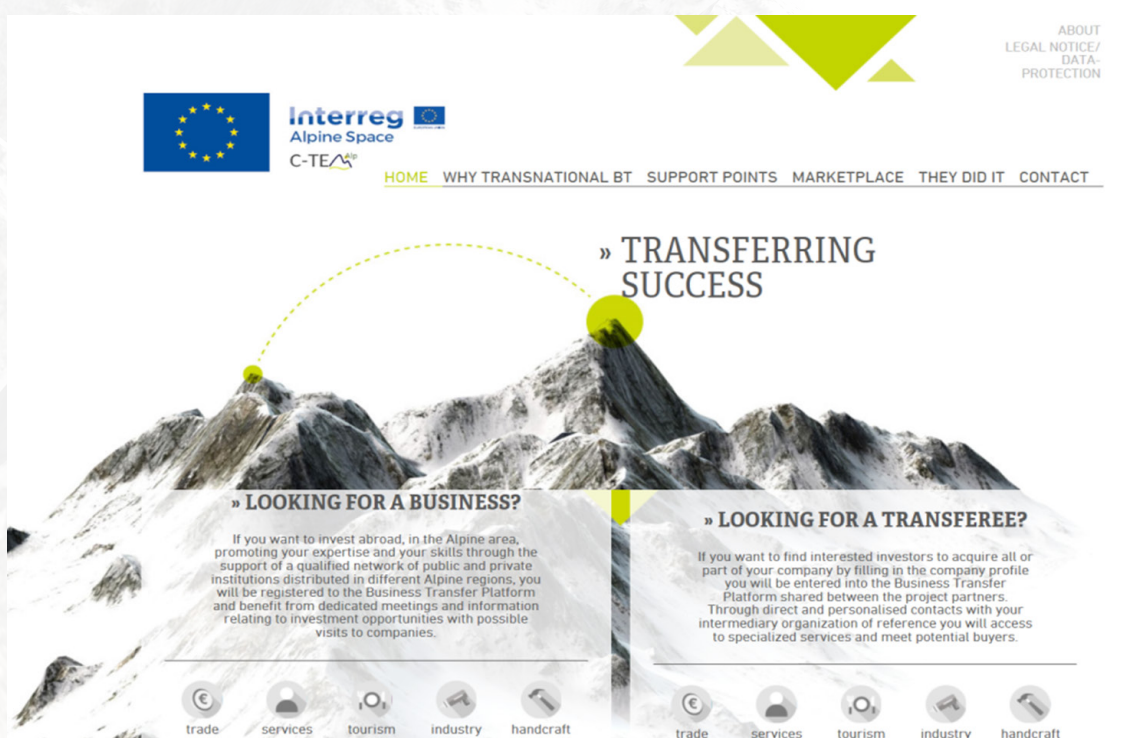 ABOUT
LEGAL NOTICE/
DATA-
PROTECTION
Interreg
Alpine Space
C-TEMAlp
HOME WHY TRANSNATIONAL BT SUPPORT POINTS MARKETPLACE THEY DID IT CONTACT
» TRANSFERRING
SUCCESS
» LOOKING FOR A BUSINESS?
If you want to invest abroad, in the Alpine area,
promoting your expertise and your skills through the
support of a qualified network of public and private
institutions distributed in different Alpine regions, you
will be registered to the Business Transfer Platform
and benefit from dedicated meetings and information
relating to investment opportunities with possible
visits to companies.
trade services tourism industry handcraft
» LOOKING FOR A TRANSFEREE?
If you want to find interested investors to acquire all or
part of your company by filling in the company profile
you will be entered into the Business Transfer
Platform shared between the project partners.
Through direct and personalised contacts with your
intermediary organization of reference you will access
to specialized services and meet potential buyers.
trade services tourism industry handcraft